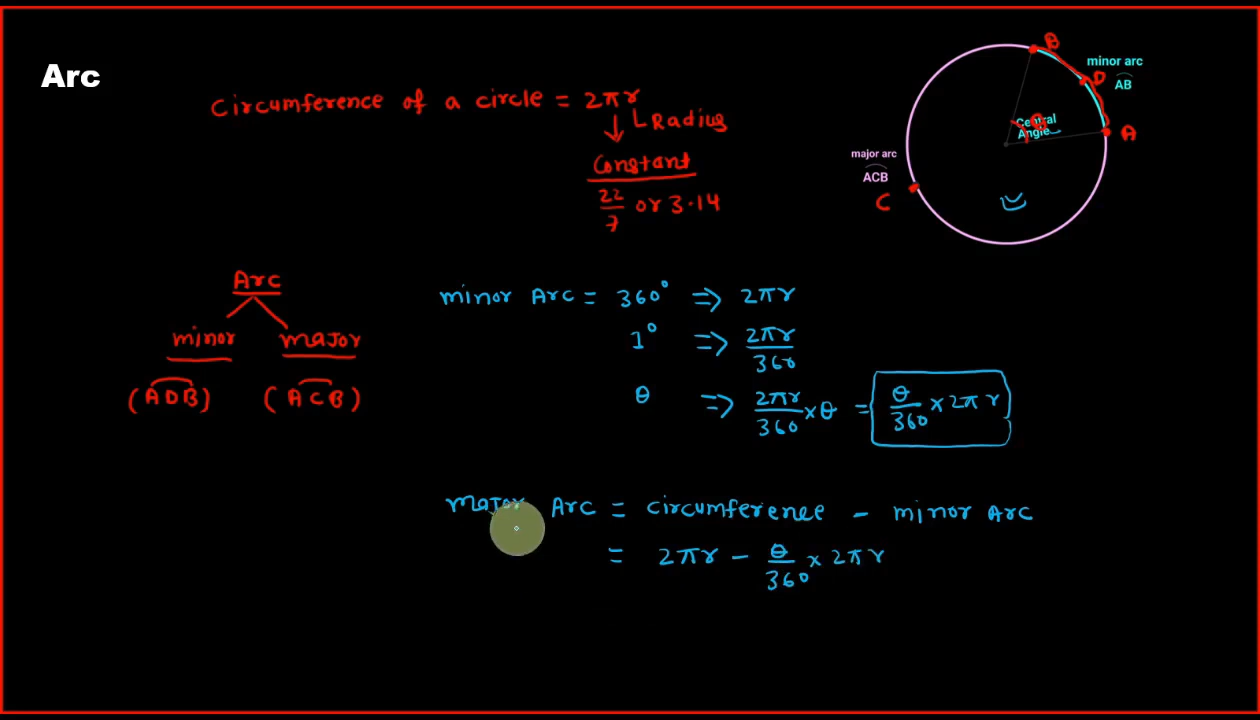 Arc
Circumference of a circle = 2πr
Radius
Constant
22/7 or 3.14
B
minor arc
D
AB
Central
Angle
θ
A
major arc
ACB
C
Arc
minor major
(ADB) (ACB)
minor Arc = 360° => 2πr
1° => 2πr/360
θ => 2πr/360 × θ = θ/360 × 2πr
Major Arc = circumference - minor Arc
= 2πr - θ/360 × 2πr